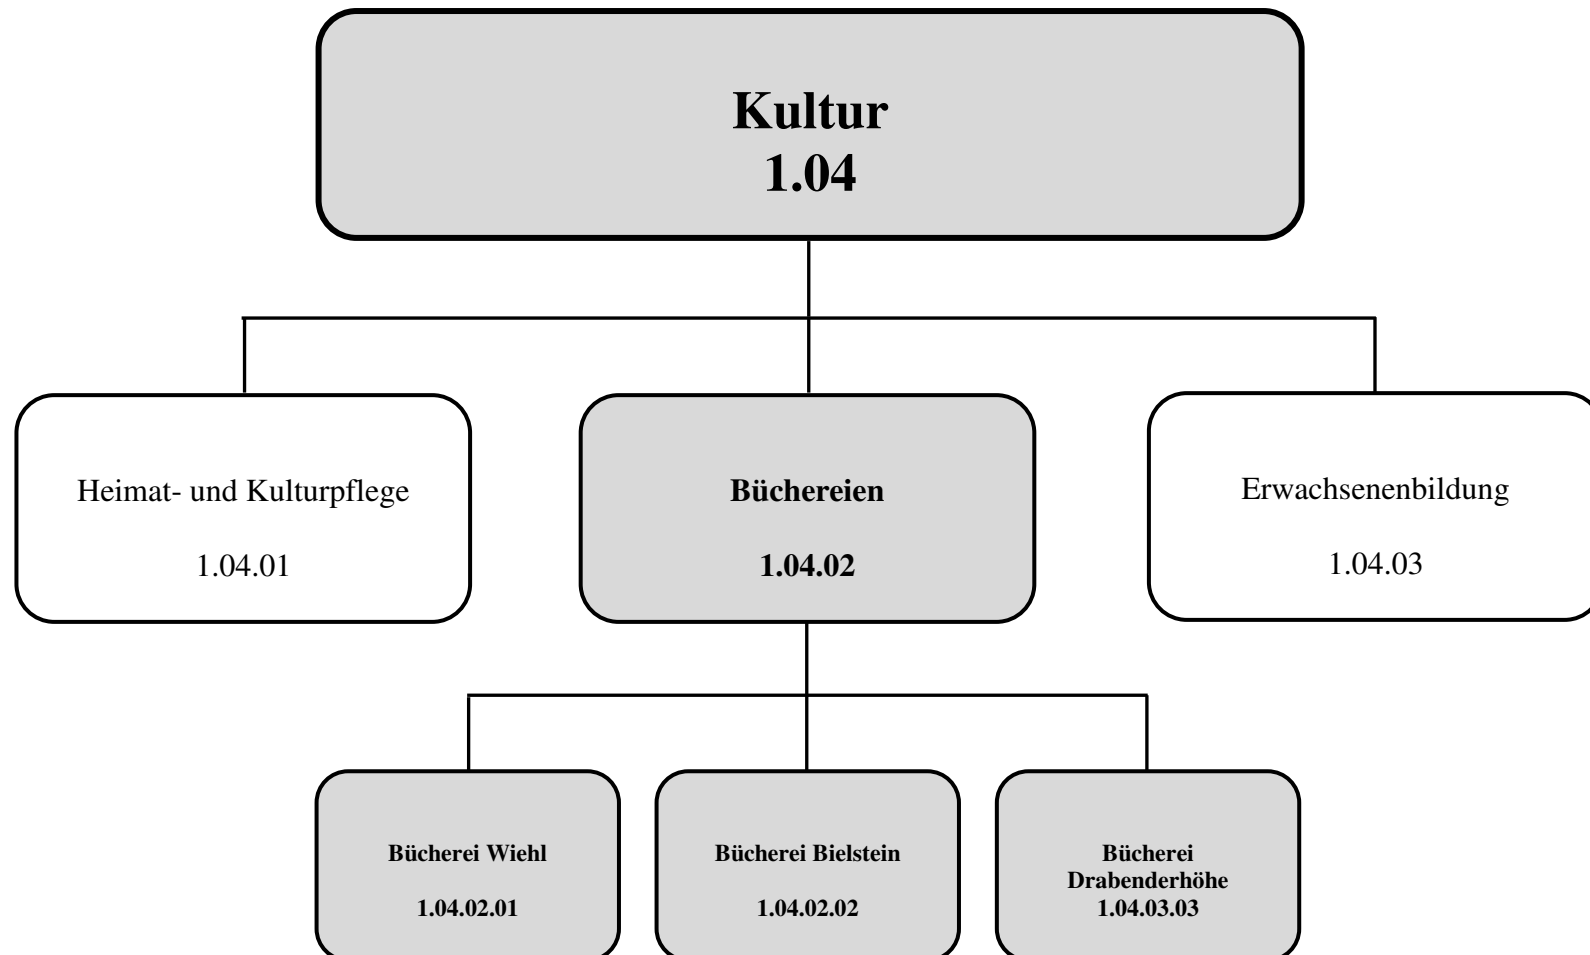 Kultur
1.04
Heimat- und Kulturpflege
1.04.01
Büchereien
1.04.02
Erwachsenenbildung
1.04.03
Bücherei Wiehl
1.04.02.01
Bücherei Bielstein
1.04.02.02
Bücherei
Drabenderhöhe
1.04.03.03